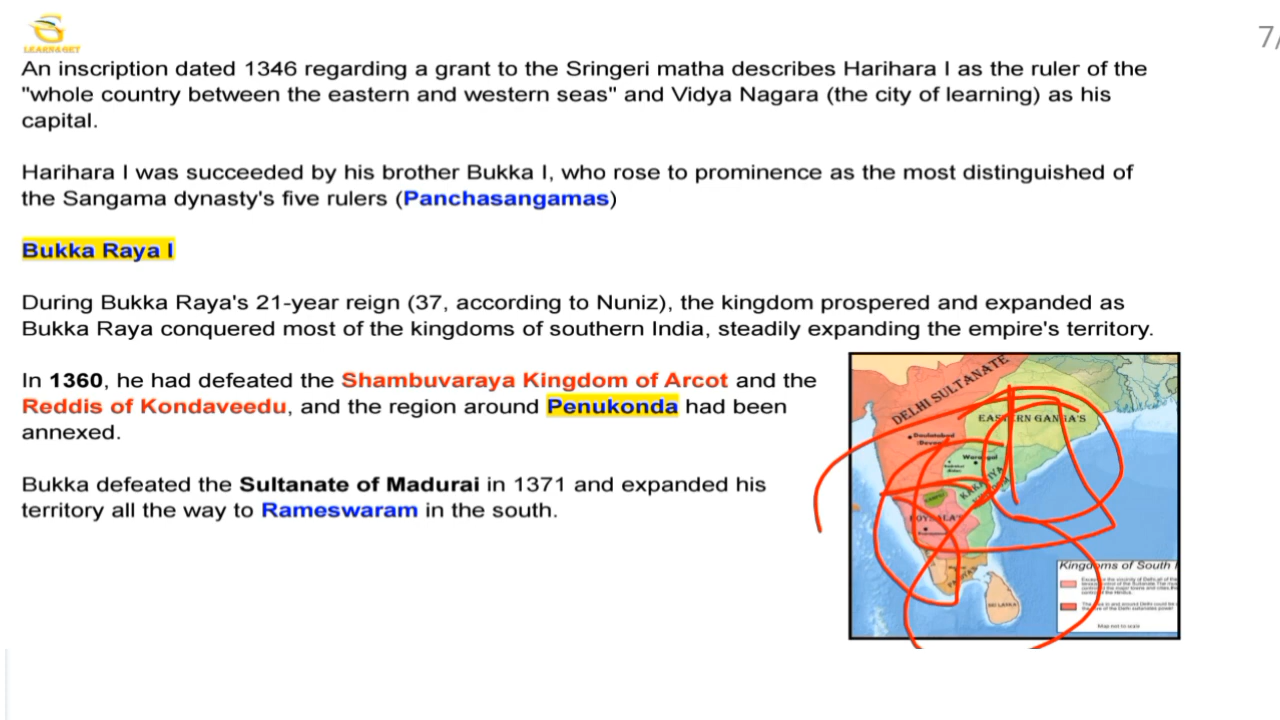 LEARN&GET
7/
An inscription dated 1346 regarding a grant to the Sringeri matha describes Harihara I as the ruler of the
"whole country between the eastern and western seas" and Vidya Nagara (the city of learning) as his
capital.
Harihara I was succeeded by his brother Bukka I, who rose to prominence as the most distinguished of
the Sangama dynasty's five rulers (Panchasangamas)
Bukka Raya I
During Bukka Raya's 21-year reign (37, according to Nuniz), the kingdom prospered and expanded as
Bukka Raya conquered most of the kingdoms of southern India, steadily expanding the empire's territory.
In 1360, he had defeated the Shambuvaraya Kingdom of Arcot and the
Reddis of Kondaveedu, and the region around Penukonda had been
annexed.
Bukka defeated the Sultanate of Madurai in 1371 and expanded his
territory all the way to Rameswaram in the south.
DELHI SULTANATE
EASTERN GANGA'S
Daulatabad
SRI LANKA
Kingdoms of South
Map not to scale